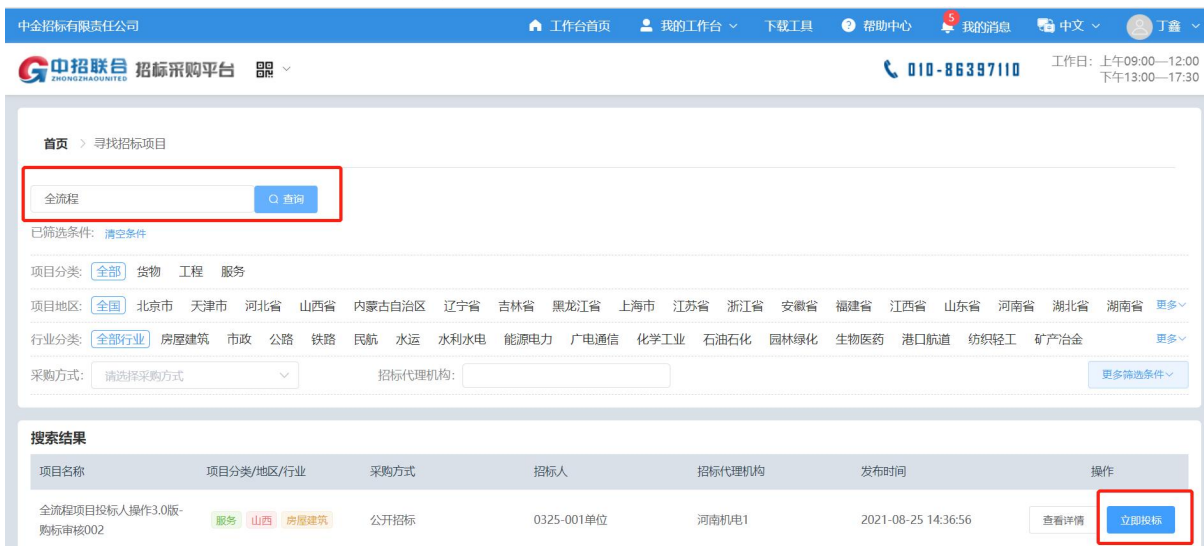 中金招标有限责任公司 工作台首页 我的工作台 下载工具 帮助中心 5 我的消息 中文 丁鑫
中招联合 ZHONGZHAOUNITED 招标采购平台 010-86397110 工作日：上午09:00—12:00
下午13:00—17:30
首页 > 寻找招标项目
全流程 查询
已筛选条件: 清空条件
项目分类: 全部 货物 工程 服务
项目地区: 全国 北京市 天津市 河北省 山西省 内蒙古自治区 辽宁省 吉林省 黑龙江省 上海市 江苏省 浙江省 安徽省 福建省 江西省 山东省 河南省 湖北省 湖南省 更多
行业分类: 全部行业 房屋建筑 市政 公路 铁路 民航 水运 水利水电 能源电力 广电通信 化学工业 石油石化 园林绿化 生物医药 港口航道 纺织轻工 矿产冶金 更多
采购方式: 请选择采购方式 招标代理机构: 更多筛选条件
搜索结果
项目名称 项目分类/地区/行业 采购方式 招标人 招标代理机构 发布时间 操作
全流程项目投标人操作3.0版-
购标审核002 服务 山西 房屋建筑 公开招标 0325-001单位 河南机电1 2021-08-25 14:36:56 查看详情 立即投标